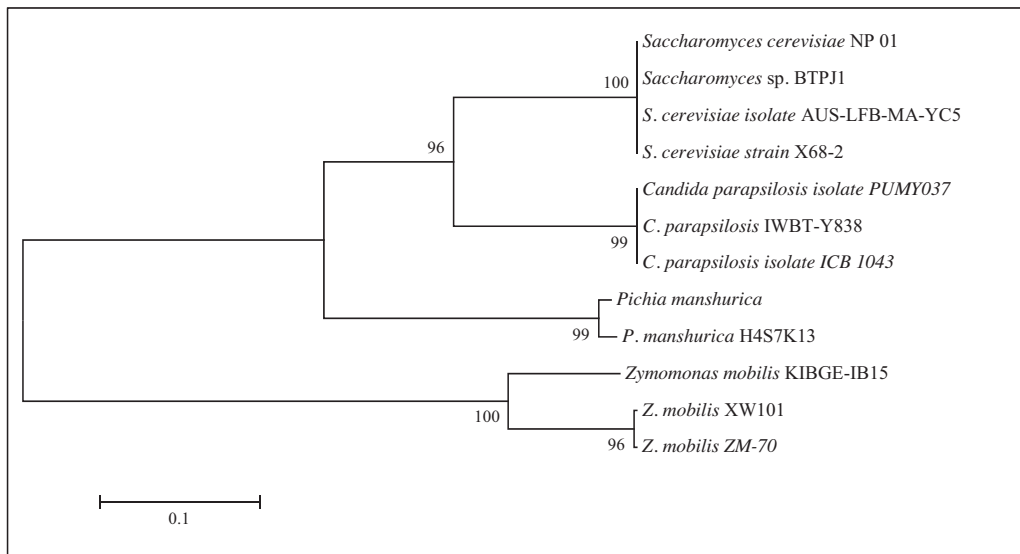 Saccharomyces cerevisiae NP 01
Saccharomyces sp. BTPJ1
100
S. cerevisiae isolate AUS-LFB-MA-YC5
S. cerevisiae strain X68-2
96
Candida parapsilosis isolate PUMY037
C. parapsilosis IWBT-Y838
99
C. parapsilosis isolate ICB 1043
Pichia manshurica
99
P. manshurica H4S7K13
Zymomonas mobilis KIBGE-IB15
100
Z. mobilis XW101
96
Z. mobilis ZM-70
0.1